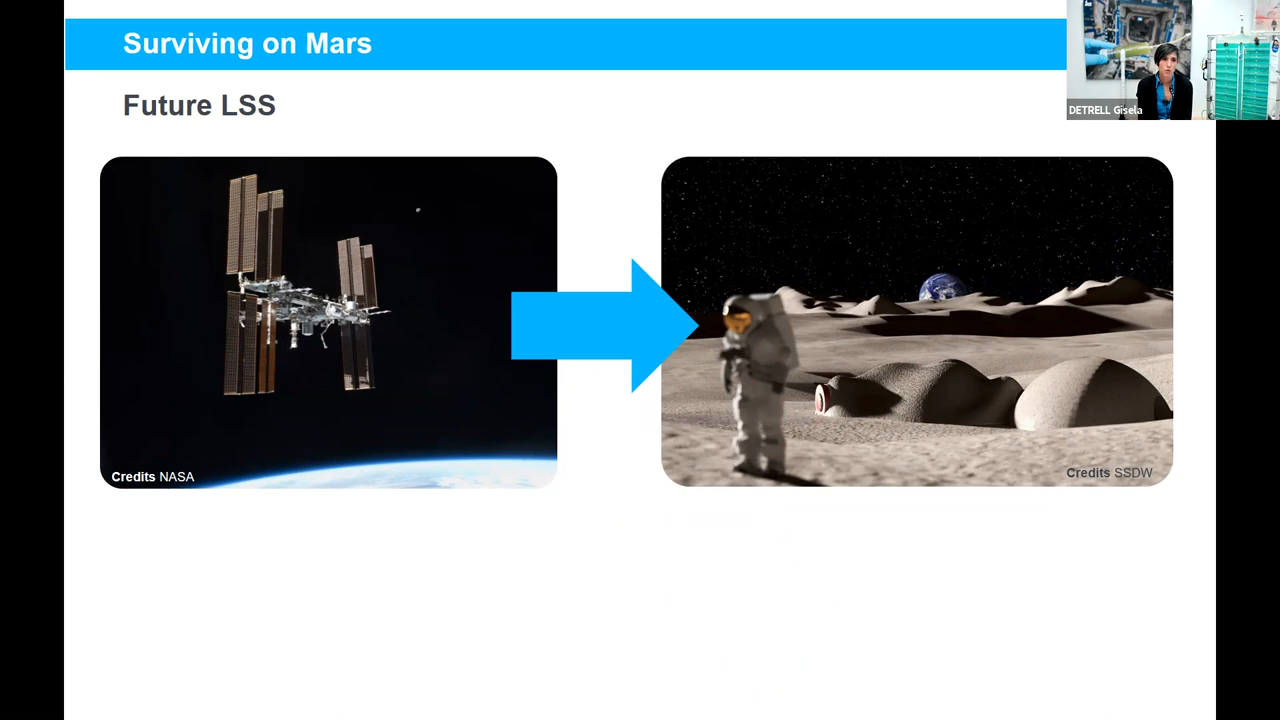 Surviving on Mars
DETRELL Gisela
Future LSS
Credits NASA
Credits SSDW